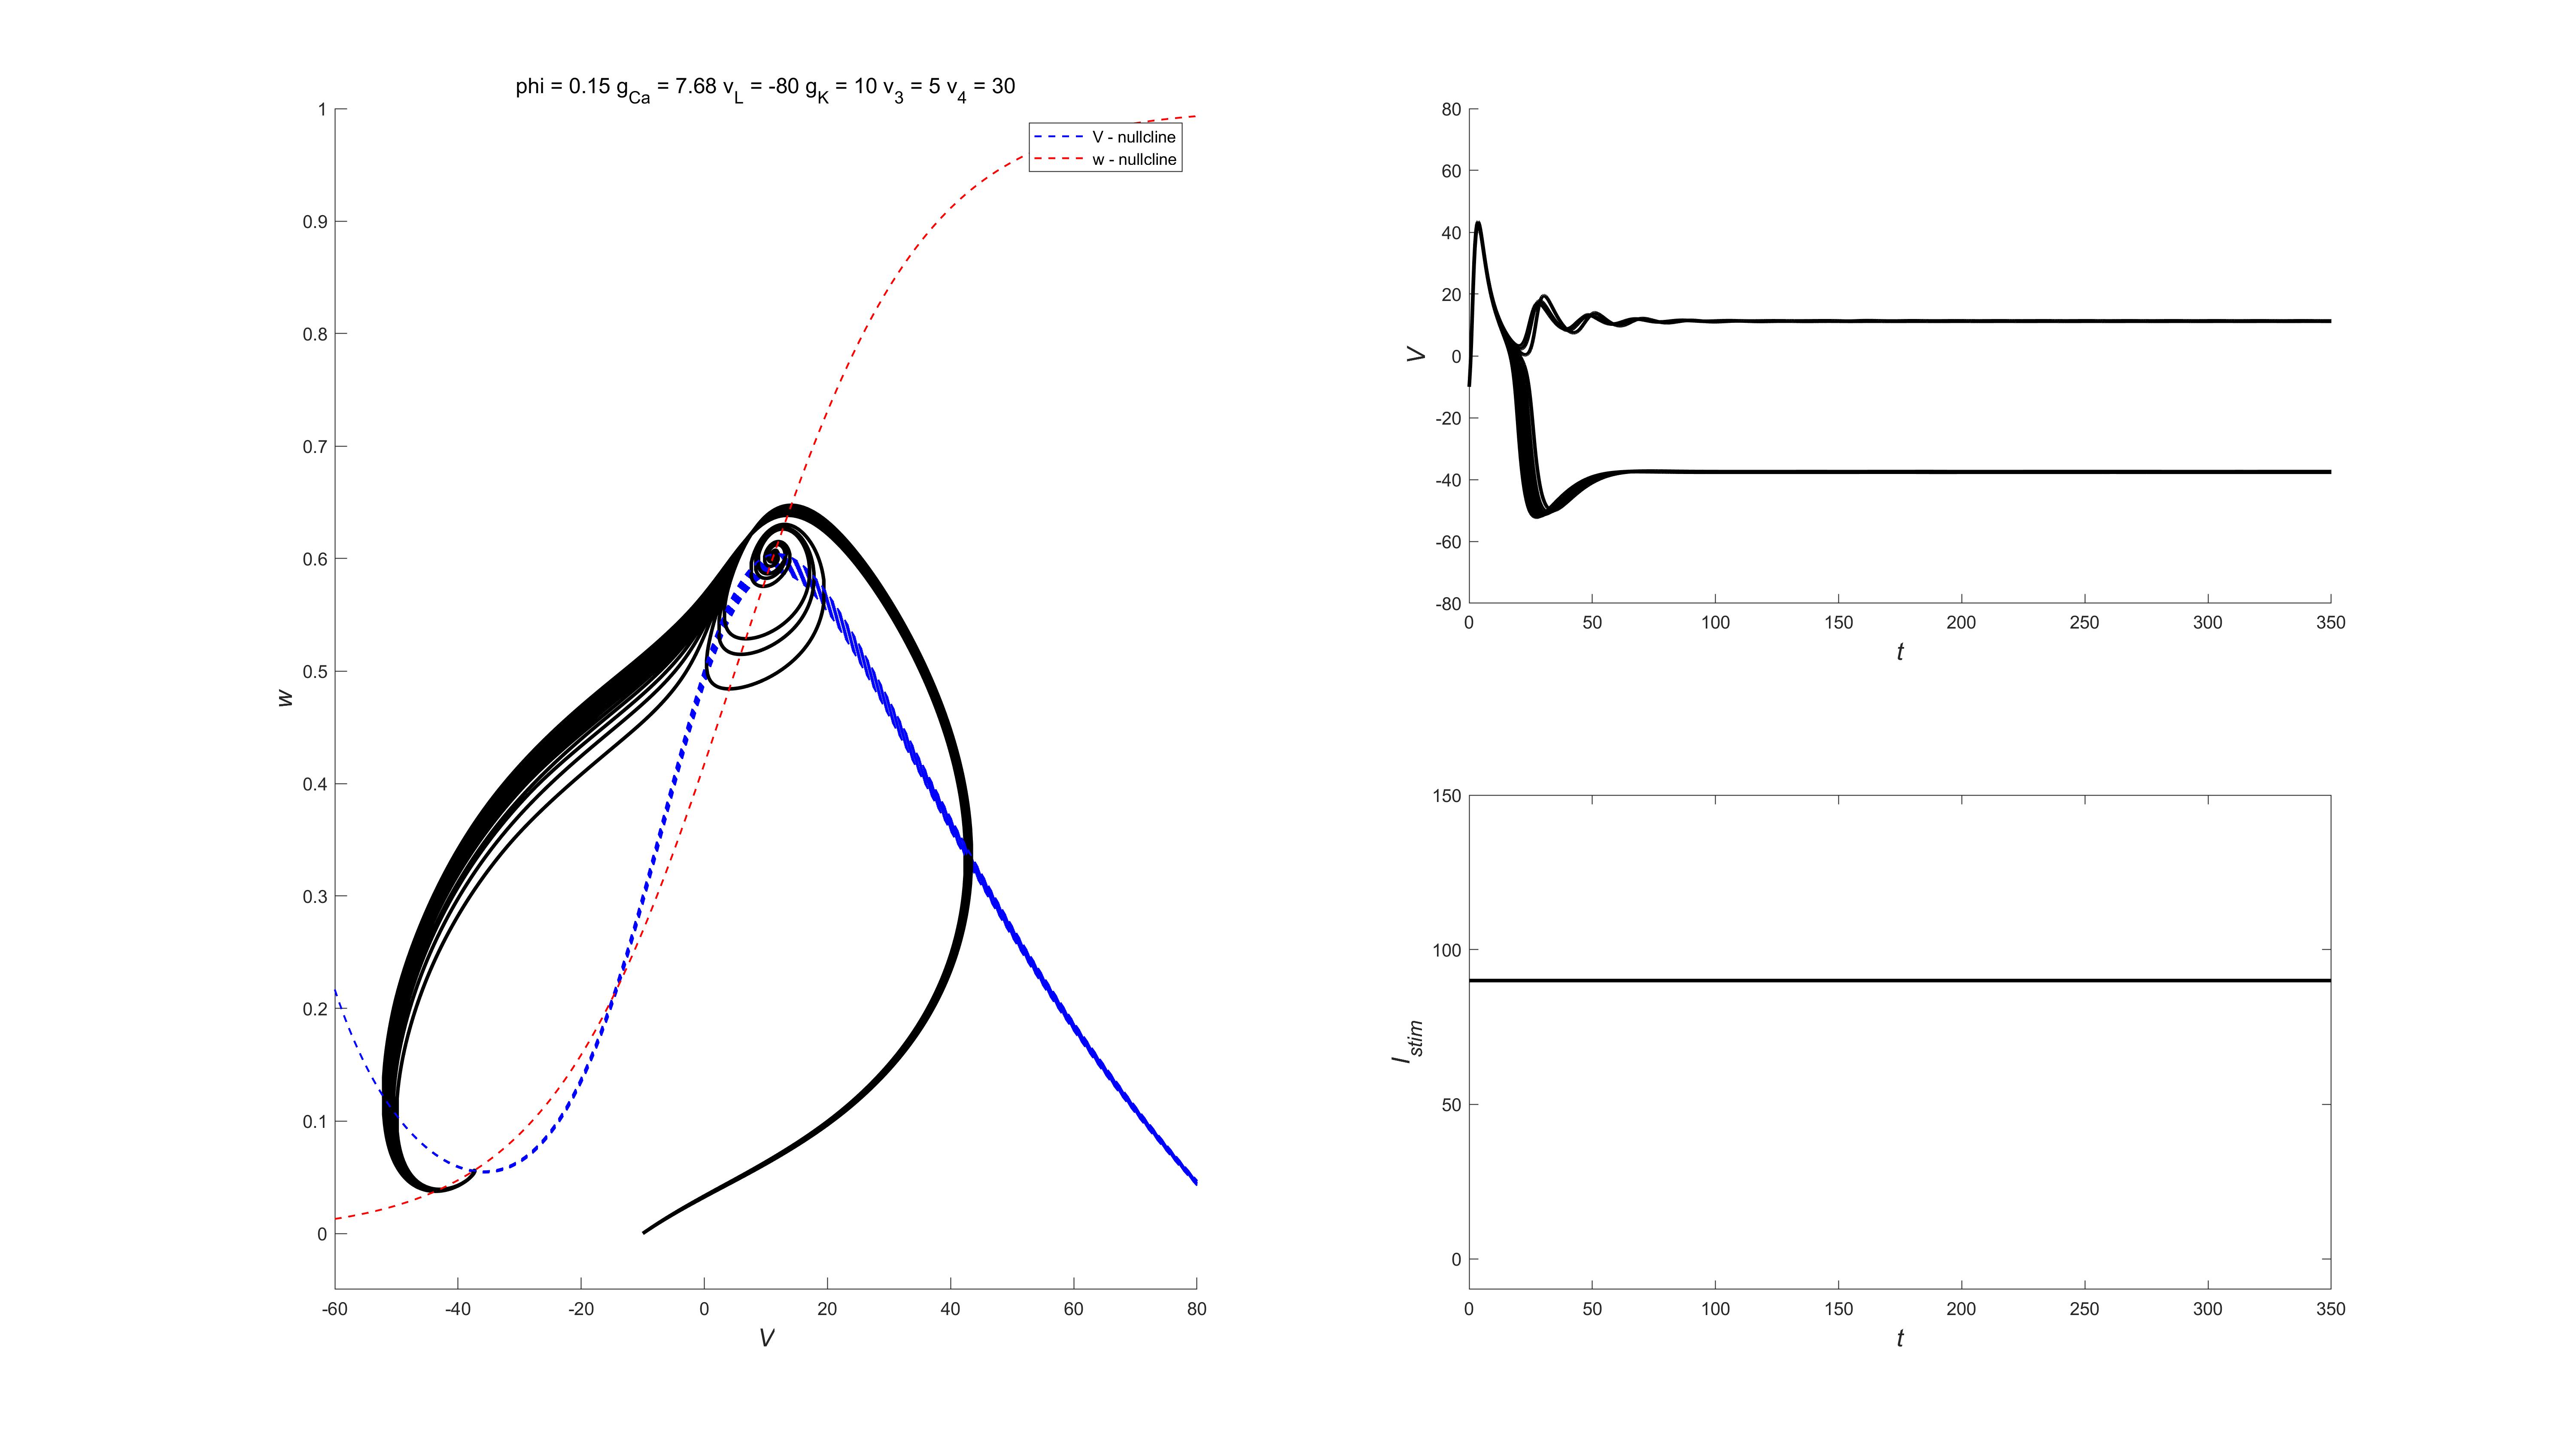 phi = 0.15 g_Ca = 7.68 v_L = -80 g_K = 10 v_3 = 5 v_4 = 30
V - nullcline
w - nullcline
1
0.9
0.8
0.7
0.6
0.5
0.4
0.3
0.2
0.1
0
w
-60 -40 -20 0 20 40 60 80
V
80
60
40
20
0
-20
-40
-60
-80
V
0 50 100 150 200 250 300 350
t
150
100
50
0
I_stim
0 50 100 150 200 250 300 350
t